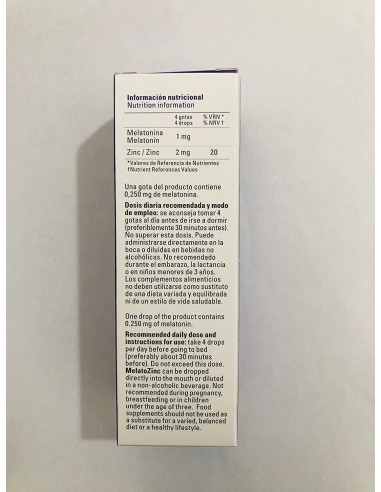 Información nutricional
Nutrition information
4 gotas % VRN *
4 drops % NRV †
Melatonina
Melatonin 1 mg
Zinc / Zinc 2 mg 20
*Valores de Referencia de Nutrientes
†Nutrient References Values
Una gota del producto contiene
0,250 mg de melatonina.
Dosis diaria recomendada y modo
de empleo: se aconseja tomar 4
gotas al día antes de irse a dormir
(preferiblemente 30 minutos antes).
No superar esta dosis. Puede
administrarse directamente en la
boca o diluidas en bebidas no
alcohólicas. No recomendado
durante el embarazo, la lactancia
o en niños menores de 3 años.
Los complementos alimenticios
no deben utilizarse como sustituto
de una dieta variada y equilibrada
ni de un estilo de vida saludable.
One drop of the product contains
0.250 mg of melatonin.
Recommended daily dose and
instructions for use: take 4 drops
per day before going to bed
(preferably about 30 minutes
before). Do not exceed this dose.
MelatoZinc can be dropped
directly into the mouth or diluted
in a non-alcoholic beverage. Not
recommended during pregnancy,
breastfeeding or in children
under the age of three. Food
supplements should not be used as
a substitute for a varied, balanced
diet or a healthy lifestyle.